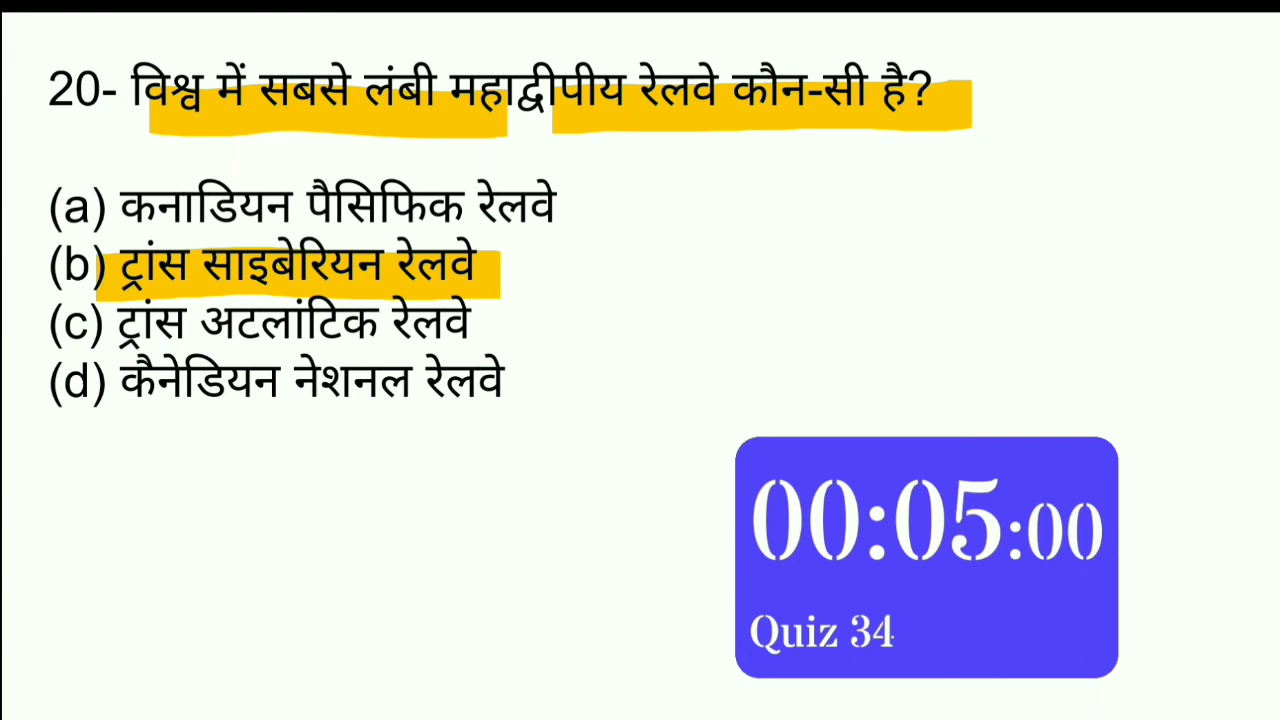 20- विश्व में सबसे लंबी महाद्वीपीय रेलवे कौन-सी है?
(a) कनाडियन पैसिफिक रेलवे
(b) ट्रांस साइबेरियन रेलवे
(c) ट्रांस अटलांटिक रेलवे
(d) कैनेडियन नेशनल रेलवे
00:05:00
Quiz 34